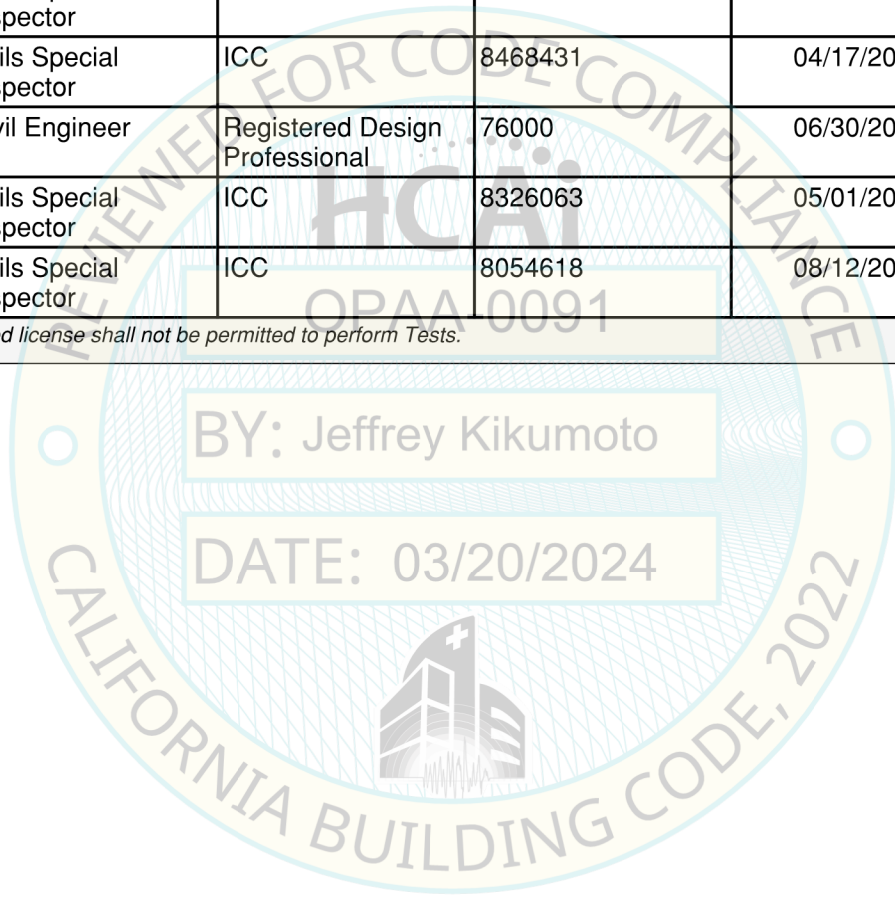 spector
ils Special
spector
ICC
8468431
04/17/20
vil Engineer
Registered Design
Professional
76000
06/30/20
ils Special
spector
ICC
8326063
05/01/20
ils Special
spector
ICC
8054618
08/12/20
d license shall not be permitted to perform Tests.
REVIEWED FOR CODE COMPLIANCE
HCAi
OPAA-0091
BY: Jeffrey Kikumoto
DATE: 03/20/2024
CALIFORNIA BUILDING CODE, 2022